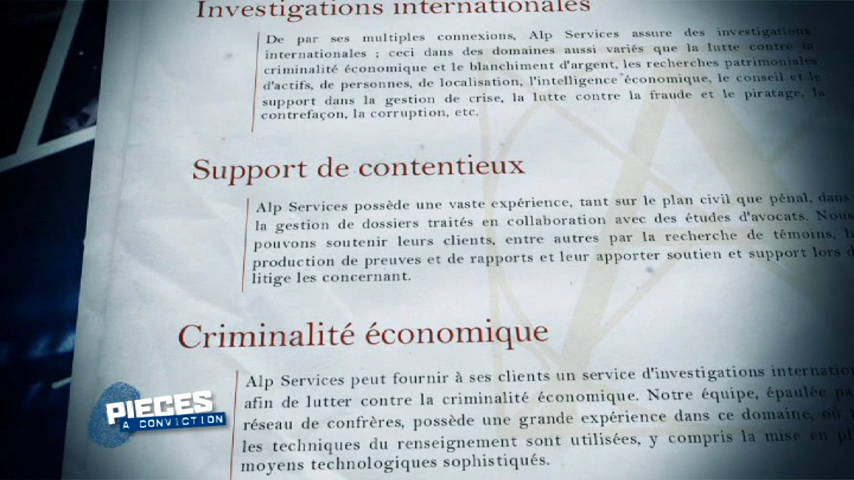 Investigations internationales
De par ses multiples connexions, Alp Services assure des investigations
internationales ; ceci dans des domaines aussi variés que la lutte contre la
criminalité économique et le blanchiment d'argent, les recherches patrimoniales
d'actifs, de personnes, de localisation, l'intelligence économique, le conseil et le
support dans la gestion de crise, la lutte contre la fraude et le piratage, la
contrefaçon, la corruption, etc.
Support de contentieux
Alp Services possède une vaste expérience, tant sur le plan civil que pénal, dans
la gestion de dossiers traités en collaboration avec des études d'avocats. Nous
pouvons soutenir leurs clients, entre autres par la recherche de témoins, l
production de preuves et de rapports et leur apporter soutien et support lors d
litige les concernant.
Criminalité économique
Alp Services peut fournir à ses clients un service d'investigations internatio
afin de lutter contre la criminalité économique. Notre équipe, épaulée pa
réseau de confrères, possède une grande expérience dans ce domaine, où
les techniques du renseignement sont utilisées, y compris la mise en pl
moyens technologiques sophistiqués.
PIECES
A CONVICTION